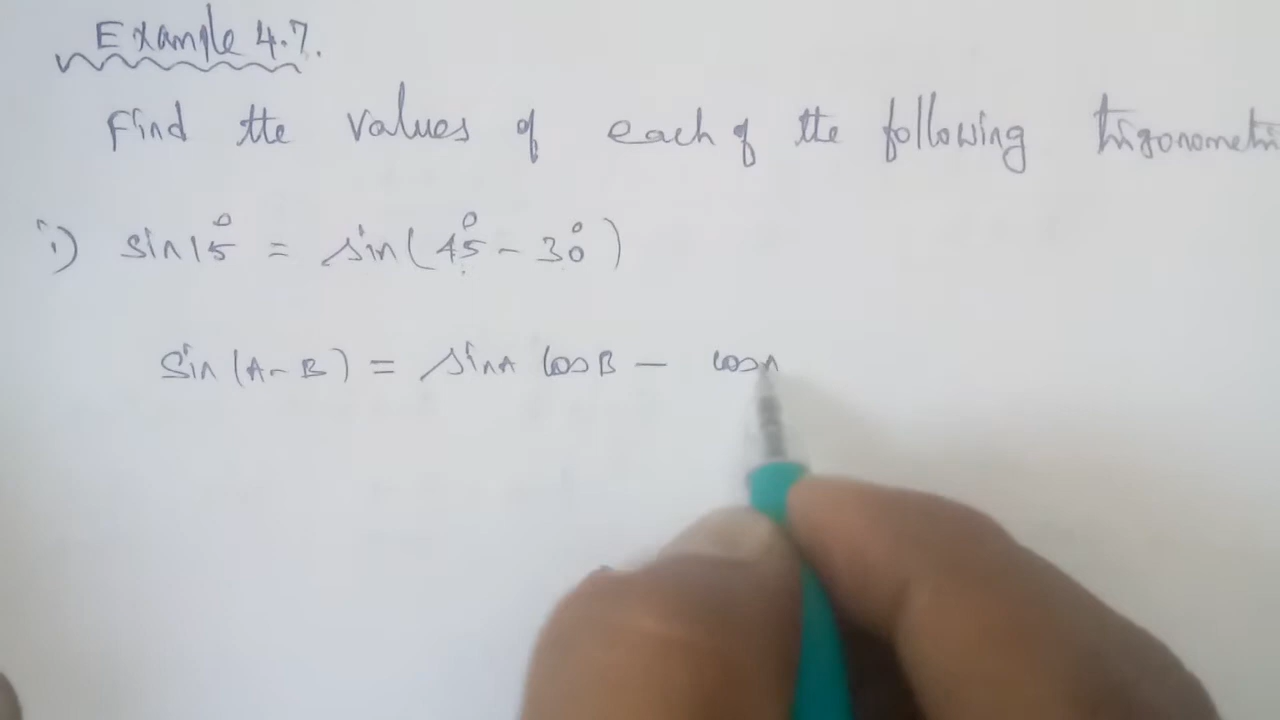 Example 4.7.
Find the values of each of the following trigonometri
i) sin15° = sin(45° - 30°)
sin(A-B) = sinA cosB - cosA